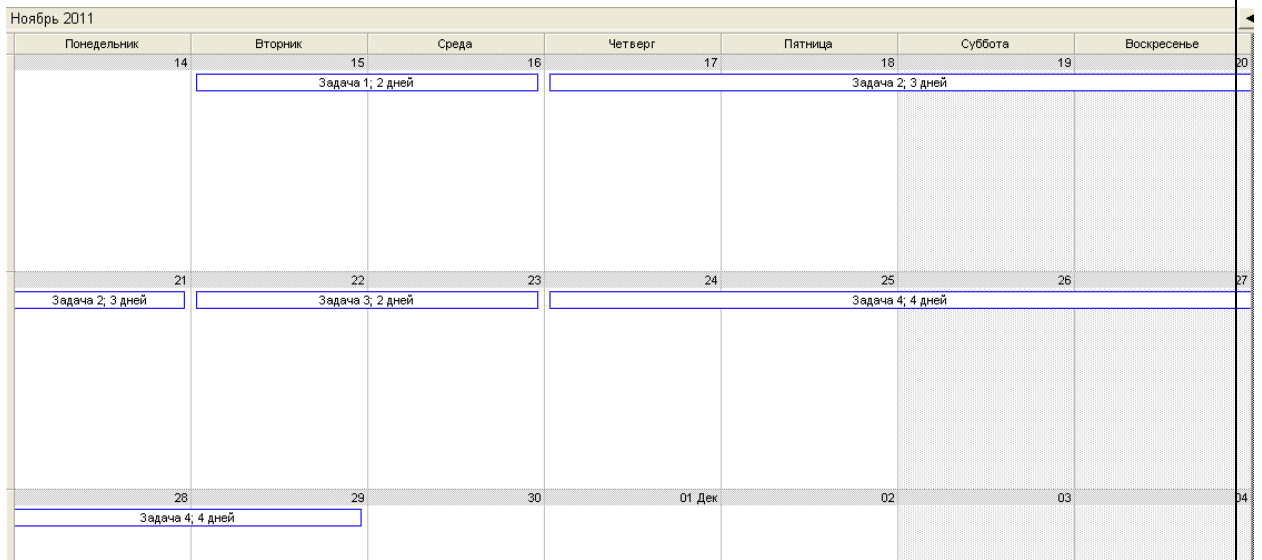 Ноябрь 2011
Понедельник Вторник Среда Четверг Пятница Суббота Воскресенье
14 15 16 17 18 19 20
Задача 1; 2 дней Задача 2; 3 дней
21 22 23 24 25 26 27
Задача 2; 3 дней Задача 3; 2 дней Задача 4; 4 дней
28 29 30 01 Дек 02 03 04
Задача 4; 4 дней